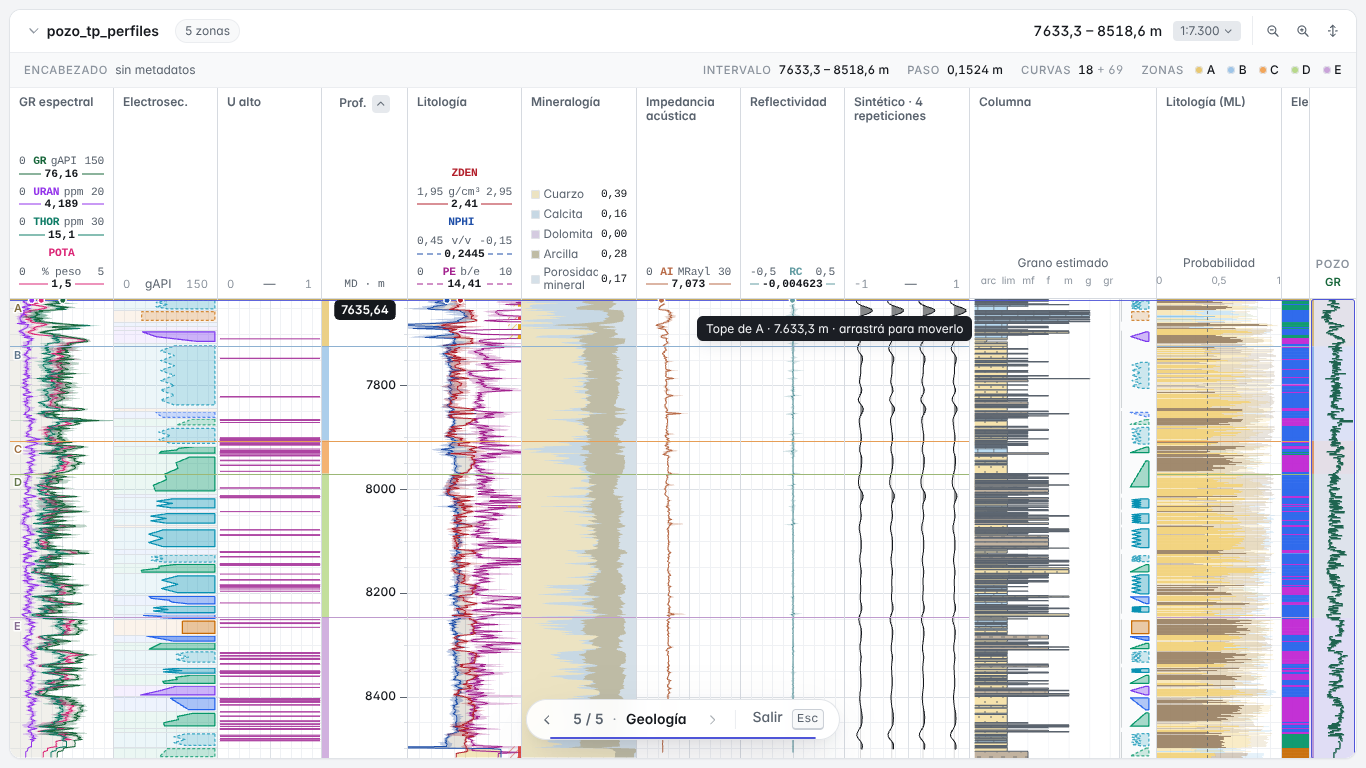 pozo_tp_perfiles 5 zonas 7633,3 – 8518,6 m 1:7.300
ENCABEZADO sin metadatos INTERVALO 7633,3 – 8518,6 m PASO 0,1524 m CURVAS 18 + 69 ZONAS A B C D E
GR espectral
0 GR gAPI 150
76,16
0 URAN ppm 20
4,189
0 THOR ppm 30
15,1
POTA
0 % peso 5
1,5
Electrosec.
0 gAPI 150
U alto
0 — 1
Prof.
MD · m
Litología
ZDEN
1,95 g/cm³ 2,95
2,41
NPHI
0,45 v/v -0,15
0,2445
0 PE b/e 10
14,41
Mineralogía
Cuarzo 0,39
Calcita 0,16
Dolomita 0,00
Arcilla 0,28
Porosidad
mineral 0,17
Impedancia
acústica
0 AI MRayl 30
7,073
Reflectividad
-0,5 RC 0,5
-0,004623
Sintético · 4
repeticiones
-1 — 1
Columna
Grano estimado
arc lim mf f m g gr
Litología (ML)
Probabilidad
0 0,5 1
Ele
POZO
GR
A
B
C
D
E
7635,64
7800
8000
8200
8400
Tope de A · 7.633,3 m · arrastrá para moverlo
5 / 5 · Geología Salir Esc